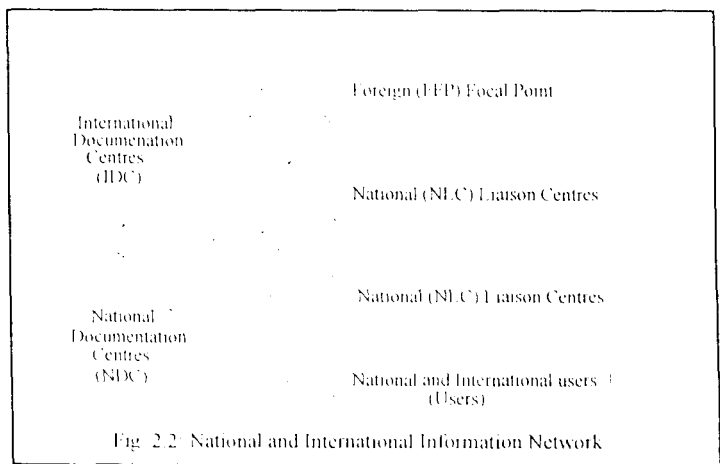 Foreign (FFP) Focal Point
International
Documenation
Centres
(IDC)
National (NLC) Liaison Centres
National (NLC) Liaison Centres
National
Documentation
Centres
(NDC)
National and International users
(Users)
Fig. 2.2: National and International Information Network